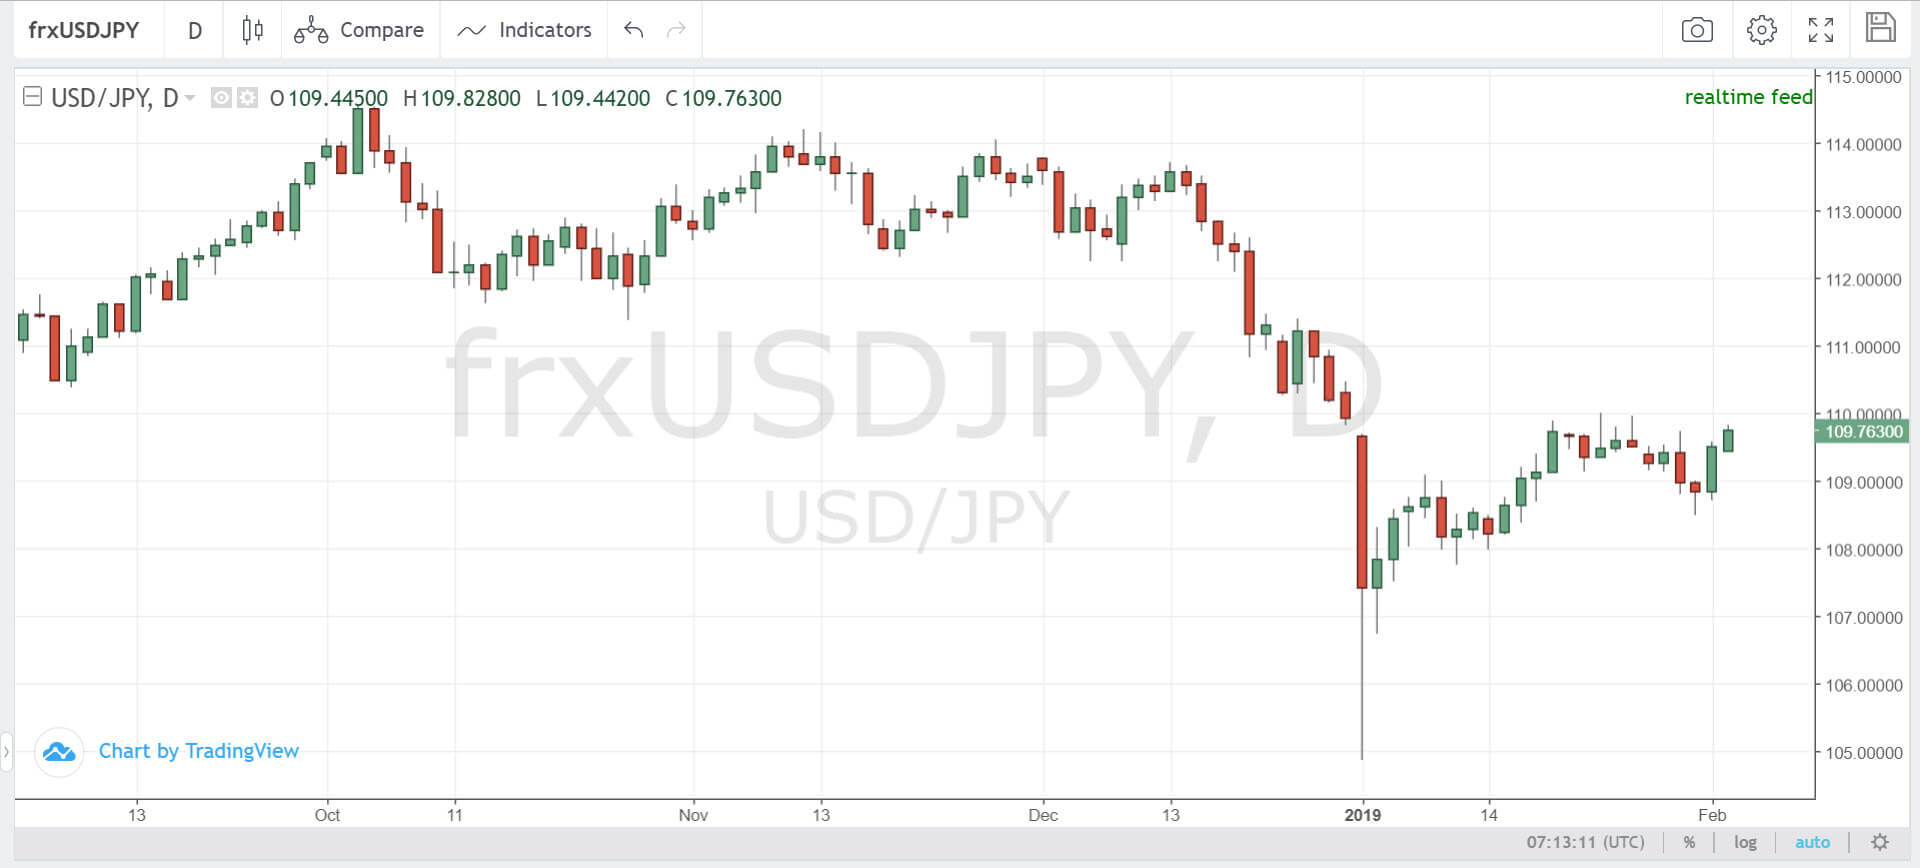 frxUSDJPY D Compare Indicators
USD/JPY, D O 109.44500 H 109.82800 L 109.44200 C 109.76300
realtime feed
115.00000
114.00000
113.00000
112.00000
111.00000
110.00000
109.76300
109.00000
108.00000
107.00000
106.00000
105.00000
frxUSDJPY, D
USD/JPY
Chart by TradingView
13 Oct 11 Nov 13 Dec 13 2019 14 Feb
07:13:11 (UTC) % log auto